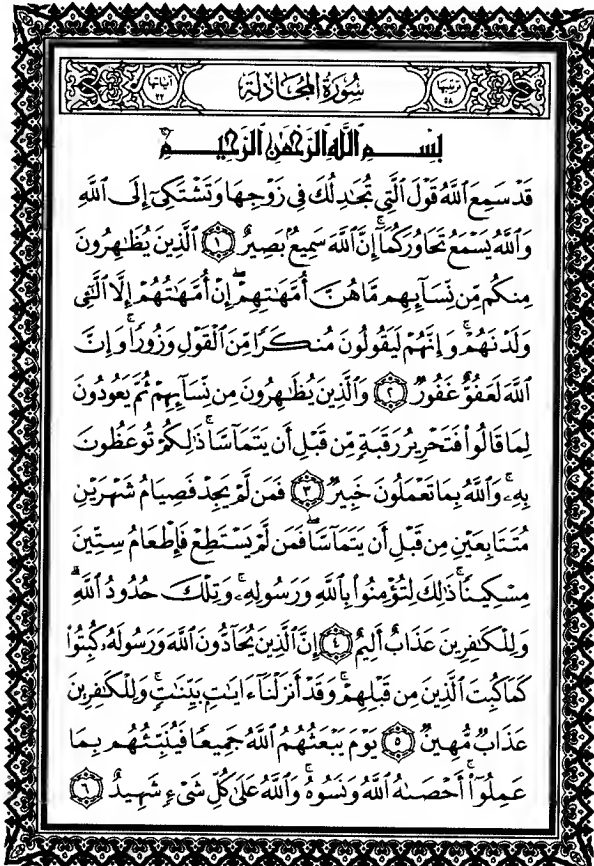 ترتيبها ٥٨ سُورَةُ المُجَادلَةِ آياتها ٢٢
بِسْمِ ٱللَّهِ ٱلرَّحْمَٰنِ ٱلرَّحِيمِ
قَدْ سَمِعَ ٱللَّهُ قَوْلَ ٱلَّتِى تُجَٰدِلُكَ فِى زَوْجِهَا وَتَشْتَكِىٓ إِلَى ٱللَّهِ
وَٱللَّهُ يَسْمَعُ تَحَاوُرَكُمَآ ۚ إِنَّ ٱللَّهَ سَمِيعٌۢ بَصِيرٌ ١ ٱلَّذِينَ يُظَٰهِرُونَ
مِنكُم مِّن نِّسَآئِهِم مَّا هُنَّ أُمَّهَٰتِهِمْ ۖ إِنْ أُمَّهَٰتُهُمْ إِلَّا ٱلَّٰٓـِٔى
وَلَدْنَهُمْ ۚ وَإِنَّهُمْ لَيَقُولُونَ مُنكَرًا مِّنَ ٱلْقَوْلِ وَزُورًا ۚ وَإِنَّ
ٱللَّهَ لَعَفُوٌّ غَفُورٌ ٢ وَٱلَّذِينَ يُظَٰهِرُونَ مِن نِّسَآئِهِمْ ثُمَّ يَعُودُونَ
لِمَا قَالُوا۟ فَتَحْرِيرُ رَقَبَةٍ مِّن قَبْلِ أَن يَتَمَآسَّا ۚ ذَٰلِكُمْ تُوعَظُونَ
بِهِۦ ۚ وَٱللَّهُ بِمَا تَعْمَلُونَ خَبِيرٌ ٣ فَمَن لَّمْ يَجِدْ فَصِيَامُ شَهْرَيْنِ
مُتَتَابِعَيْنِ مِن قَبْلِ أَن يَتَمَآسَّا ۖ فَمَن لَّمْ يَسْتَطِعْ فَإِطْعَامُ سِتِّينَ
مِسْكِينًا ۚ ذَٰلِكَ لِتُؤْمِنُوا۟ بِٱللَّهِ وَرَسُولِهِۦ ۚ وَتِلْكَ حُدُودُ ٱللَّهِ ۗ
وَلِلْكَٰفِرِينَ عَذَابٌ أَلِيمٌ ٤ إِنَّ ٱلَّذِينَ يُحَآدُّونَ ٱللَّهَ وَرَسُولَهُۥ كُبِتُوا۟
كَمَا كُبِتَ ٱلَّذِينَ مِن قَبْلِهِمْ ۚ وَقَدْ أَنزَلْنَآ ءَايَٰتٍۭ بَيِّنَٰتٍ ۚ وَلِلْكَٰفِرِينَ
عَذَابٌ مُّهِينٌ ٥ يَوْمَ يَبْعَثُهُمُ ٱللَّهُ جَمِيعًا فَيُنَبِّئُهُم بِمَا
عَمِلُوٓا۟ ۚ أَحْصَىٰهُ ٱللَّهُ وَنَسُوهُ ۚ وَٱللَّهُ عَلَىٰ كُلِّ شَىْءٍ شَهِيدٌ ٦